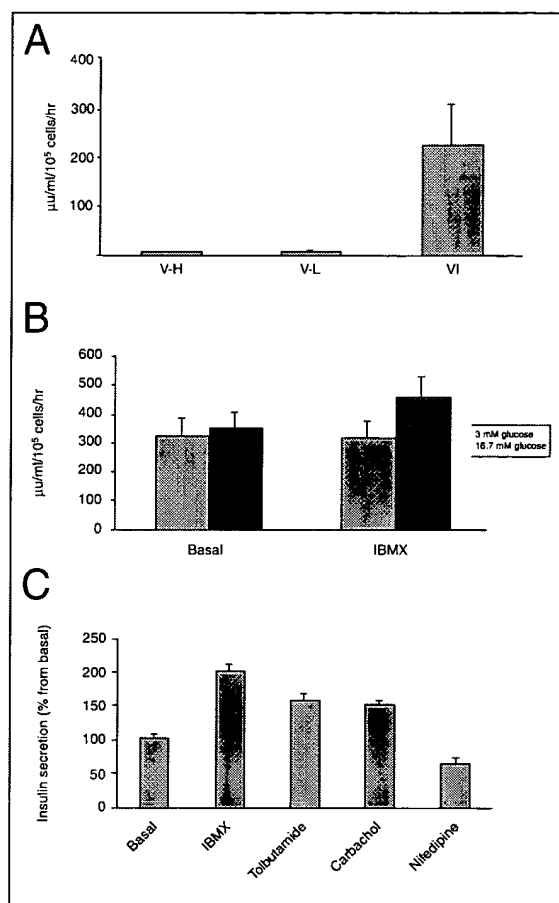 A
μu/ml/10⁵ cells/hr
400
300
200
100
V-H V-L VI
B
μu/ml/10⁵ cells/hr
600
500
400
300
300
100
0
Basal IBMX
3 mM glucose
16.7 mM glucose
C
Insulin secretion (% from basal)
250
200
150
100
50
0
Basal IBMX Tolbutamide Carbachol Nifedipine